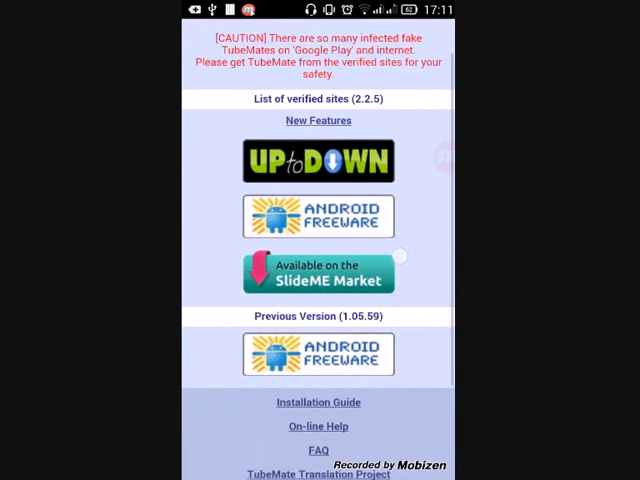 62 17:11
[CAUTION] There are so many infected fake
TubeMates on 'Google Play' and internet.
Please get TubeMate from the verified sites for your
safety.
List of verified sites (2.2.5)
New Features
UPtoDOWN
ANDROID
FREEWARE
Available on the
SlideME Market
Previous Version (1.05.59)
ANDROID
FREEWARE
Installation Guide
On-line Help
FAQ
Recorded by Mobizen
TubeMate Translation Project